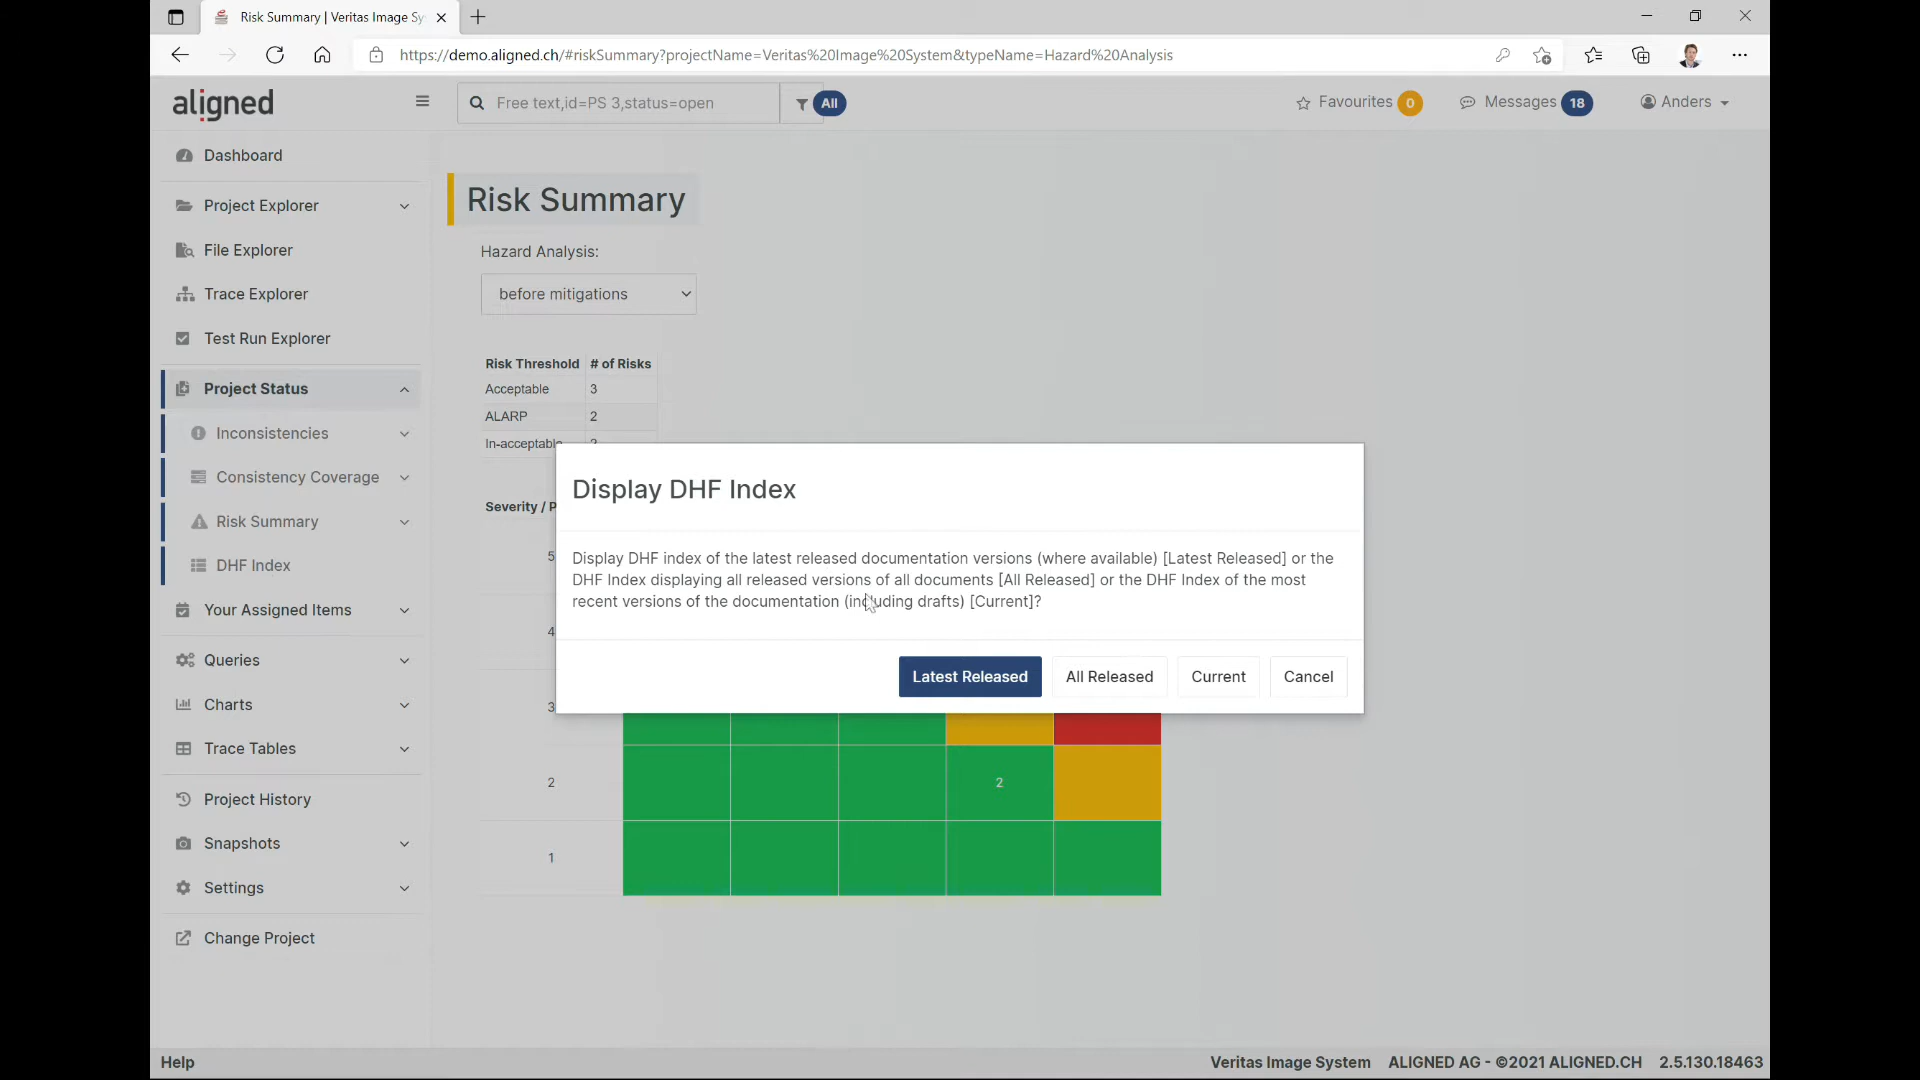 Risk Summary | Veritas Image Sy
https://demo.aligned.ch/#riskSummary?projectName=Veritas%20Image%20System&typeName=Hazard%20Analysis
aligned
Free text,id=PS 3,status=open
All
Favourites 0
Messages 18
Anders
Dashboard
Project Explorer
File Explorer
Trace Explorer
Test Run Explorer
Project Status
Inconsistencies
Consistency Coverage
Risk Summary
DHF Index
Your Assigned Items
Queries
Charts
Trace Tables
Project History
Snapshots
Settings
Change Project
Risk Summary
Hazard Analysis:
before mitigations
Risk Threshold # of Risks
Acceptable 3
ALARP 2
In-acceptable 2
Severity /
5
4
3
2 2
1
Display DHF Index
Display DHF index of the latest released documentation versions (where available) [Latest Released] or the
DHF Index displaying all released versions of all documents [All Released] or the DHF Index of the most
recent versions of the documentation (including drafts) [Current]?
Latest Released
All Released
Current
Cancel
Help
Veritas Image System ALIGNED AG - ©2021 ALIGNED.CH 2.5.130.18463